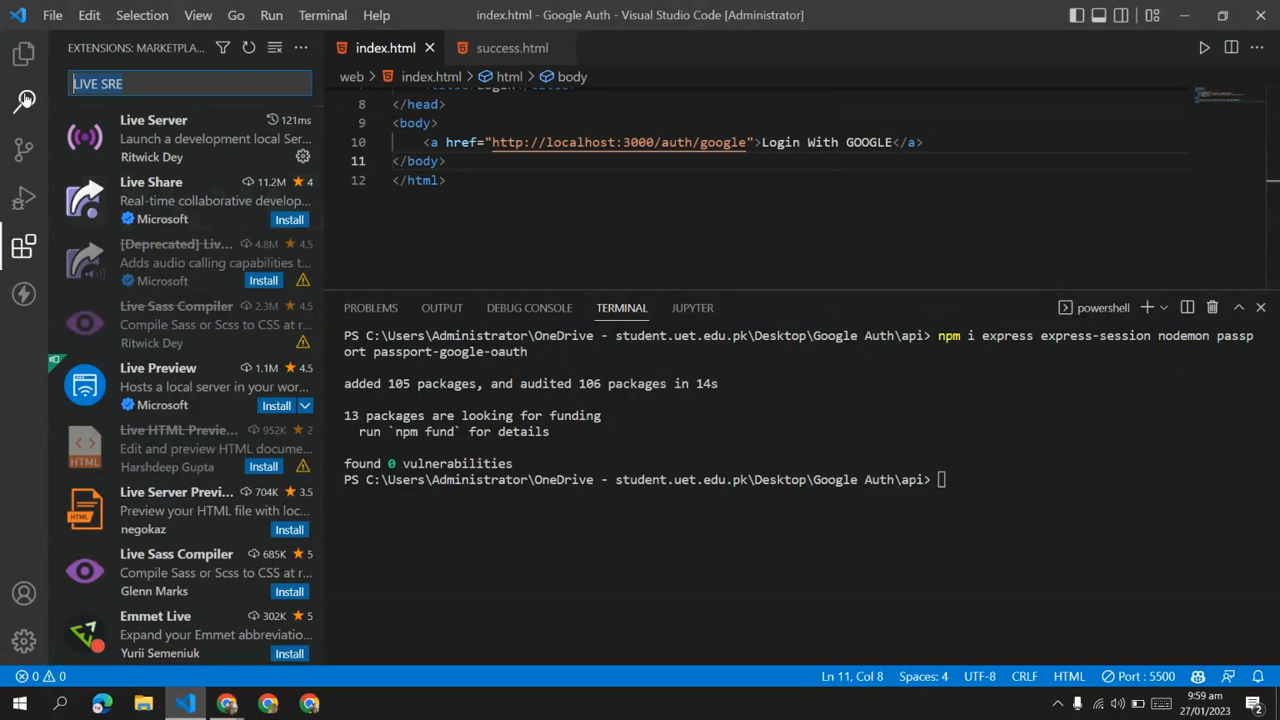 File Edit Selection View Go Run Terminal Help index.html - Google Auth - Visual Studio Code [Administrator]
EXTENSIONS: MARKETPLA...
LIVE SRE
Live Server 121ms
Launch a development local Ser...
Ritwick Dey
Live Share 11.2M 4
Real-time collaborative develop...
Microsoft Install
[Deprecated] Liv... 4.8M 4.5
Adds audio calling capabilities t...
Microsoft Install
Live Sass Compiler 2.3M 4.5
Compile Sass or Scss to CSS at r...
Ritwick Dey
Live Preview 1.1M 4.5
Hosts a local server in your wor...
Microsoft Install
Live HTML Previe... 952K 2
Edit and preview HTML docume...
Harshdeep Gupta Install
Live Server Previ... 704K 3.5
Preview your HTML file with loc...
negokaz Install
Live Sass Compiler 685K 5
Compile Sass or Scss to CSS at r...
Glenn Marks Install
Emmet Live 302K 5
Expand your Emmet abbreviatio...
Yurii Semeniuk Install
index.html success.html
web > index.html > html > body
8 </head>
9 <body>
10 <a href="http://localhost:3000/auth/google">Login With GOOGLE</a>
11 </body>
12 </html>
PROBLEMS OUTPUT DEBUG CONSOLE TERMINAL JUPYTER powershell
PS C:\Users\Administrator\OneDrive - student.uet.edu.pk\Desktop\Google Auth\api> npm i express express-session nodemon passp
ort passport-google-oauth
added 105 packages, and audited 106 packages in 14s
13 packages are looking for funding
run `npm fund` for details
found 0 vulnerabilities
PS C:\Users\Administrator\OneDrive - student.uet.edu.pk\Desktop\Google Auth\api>
0 0 Ln 11, Col 8 Spaces: 4 UTF-8 CRLF HTML Port : 5500
9:59 am
27/01/2023
2